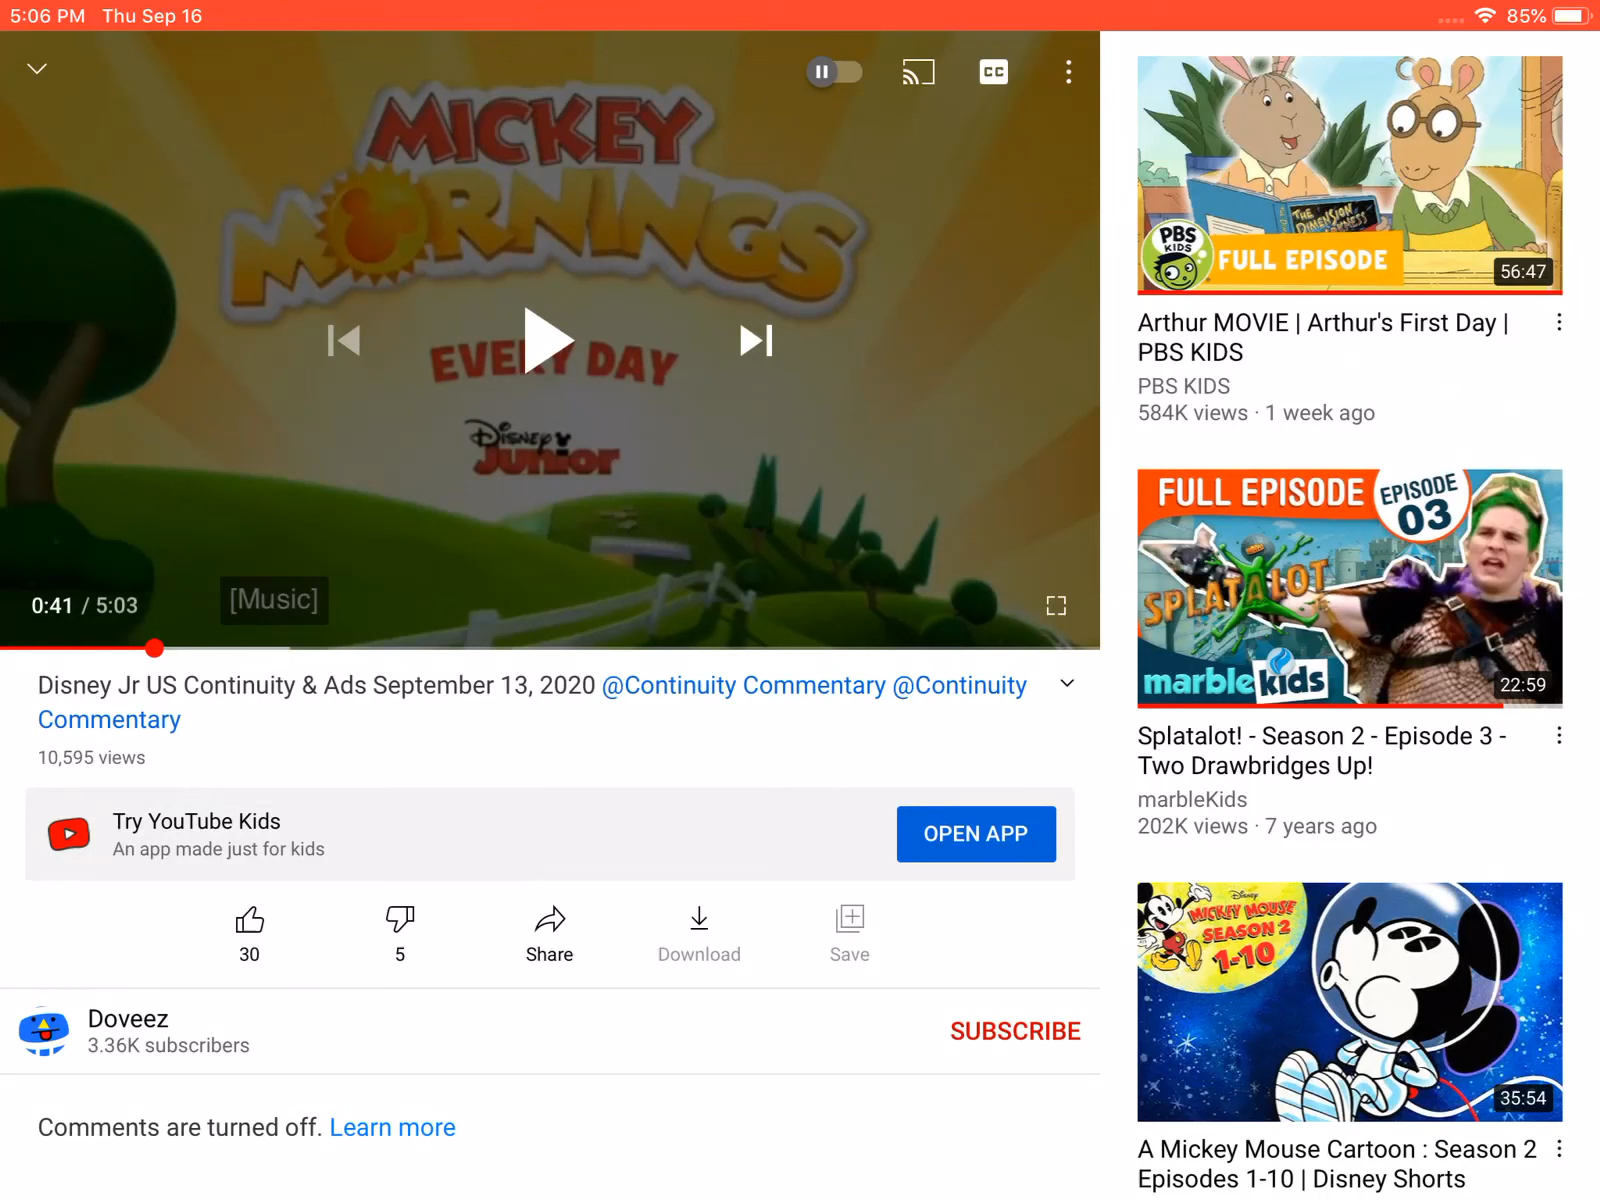 5:06 PM Thu Sep 16
85%
MICKEY
MORNINGS
EVERY DAY
Disney
Junior
CC
[Music]
0:41 / 5:03
Disney Jr US Continuity & Ads September 13, 2020 @Continuity Commentary @Continuity
Commentary
10,595 views
Try YouTube Kids
An app made just for kids
OPEN APP
30
5
Share
Download
Save
Doveez
3.36K subscribers
SUBSCRIBE
Comments are turned off. Learn more
THE
DIMENSION
PBS
KIDS
FULL EPISODE
56:47
Arthur MOVIE | Arthur's First Day |
PBS KIDS
PBS KIDS
584K views · 1 week ago
FULL EPISODE
EPISODE
03
SPLATALOT
marble kids
22:59
Splatalot! - Season 2 - Episode 3 -
Two Drawbridges Up!
marbleKids
202K views · 7 years ago
Disney
MICKEY MOUSE
SEASON 2
1-10
35:54
A Mickey Mouse Cartoon : Season 2
Episodes 1-10 | Disney Shorts